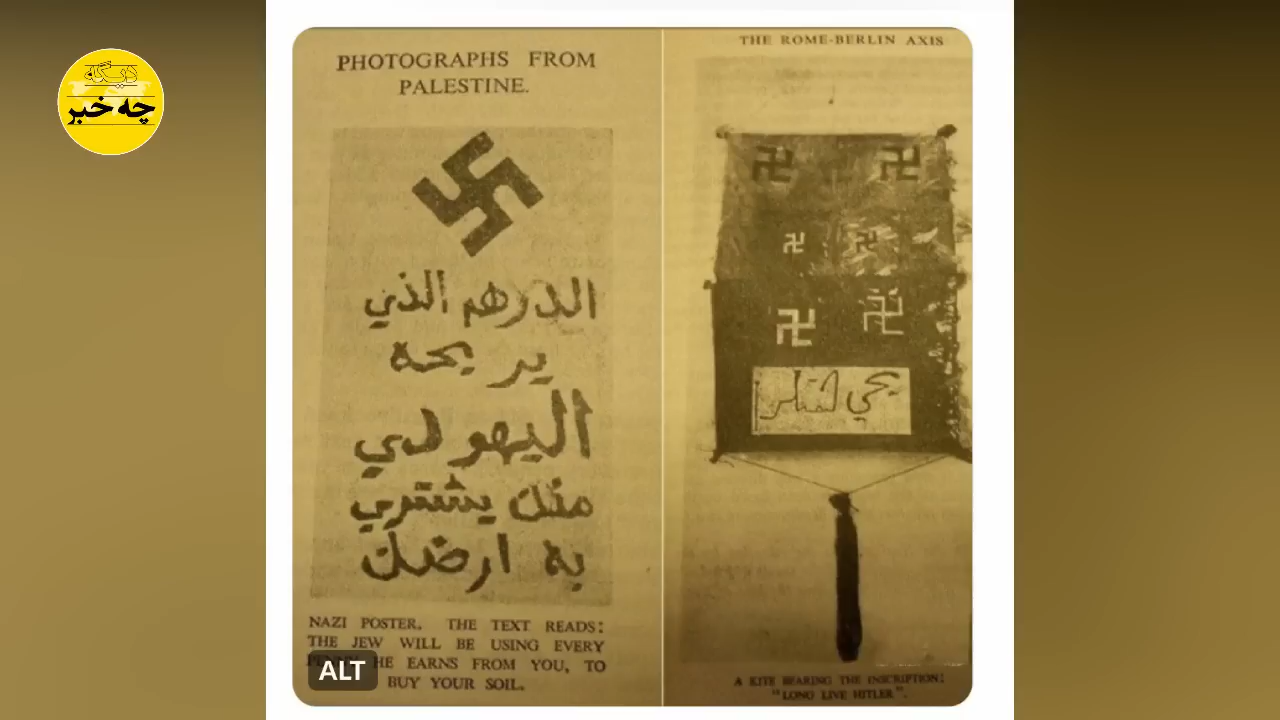 دیگه
چه خبر
PHOTOGRAPHS FROM
PALESTINE.
الدرهم الذي
يربحه
اليهودي
منك يشتري
به ارضك
NAZI POSTER. THE TEXT READS:
THE JEW WILL BE USING EVERY
HE EARNS FROM YOU, TO
BUY YOUR SOIL.
ALT
THE ROME-BERLIN AXIS
يحي هتلر
A KITE BEARING THE INSCRIPTION:
"LONG LIVE HITLER".